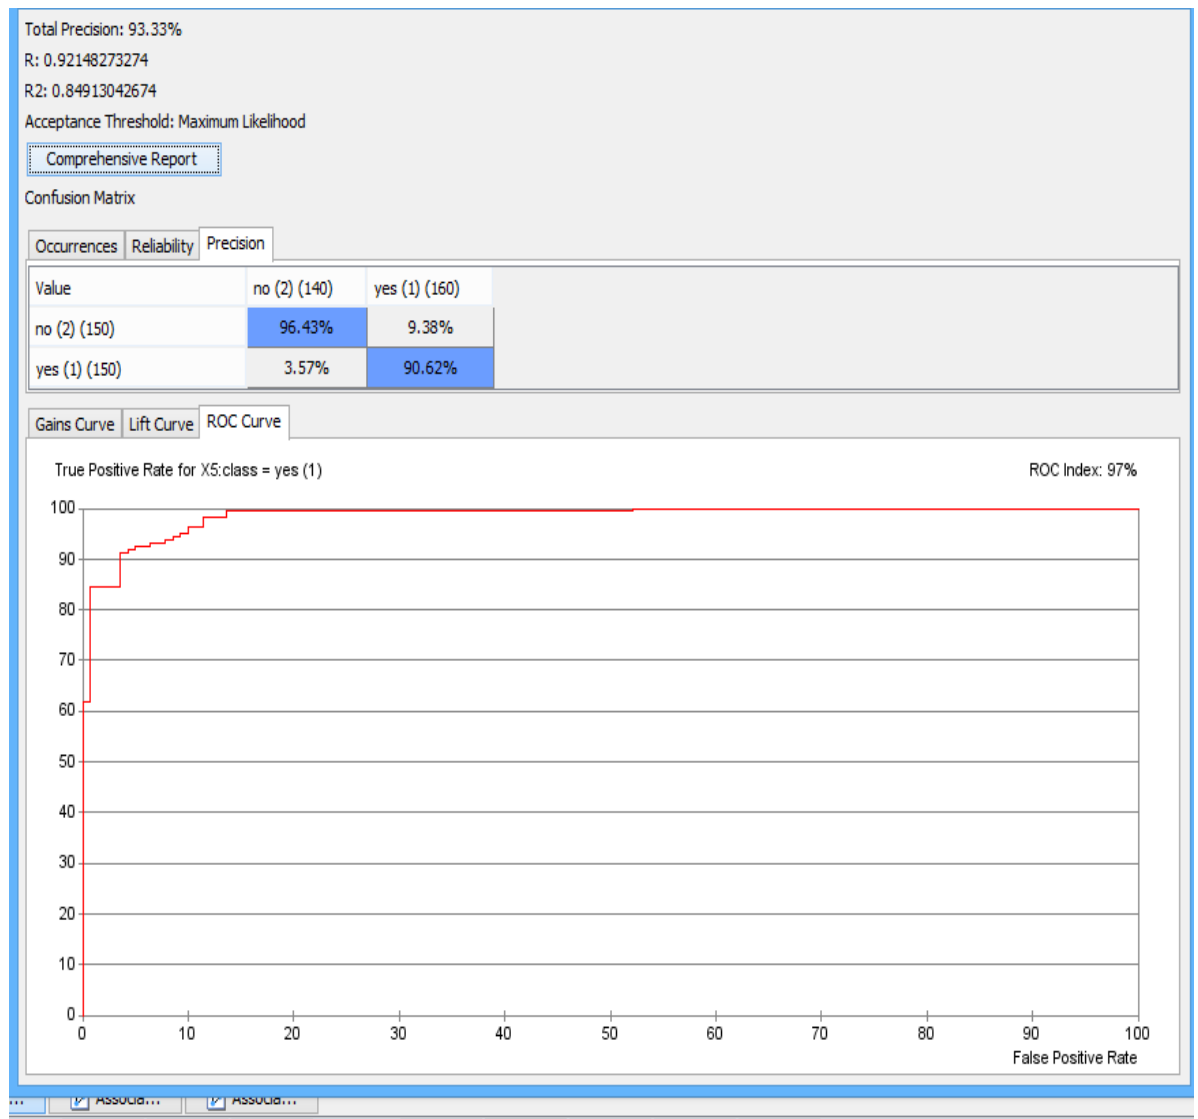 Total Precision: 93.33%
R: 0.92148273274
R2: 0.84913042674
Acceptance Threshold: Maximum Likelihood
Comprehensive Report
Confusion Matrix
Occurrences Reliability Precision
Value no (2) (140) yes (1) (160)
no (2) (150) 96.43% 9.38%
yes (1) (150) 3.57% 90.62%
Gains Curve Lift Curve ROC Curve
True Positive Rate for X5:class = yes (1) ROC Index: 97%
100
90
80
70
60
50
40
30
20
10
0
0 10 20 30 40 50 60 70 80 90 100
False Positive Rate
... Associa... Associa...